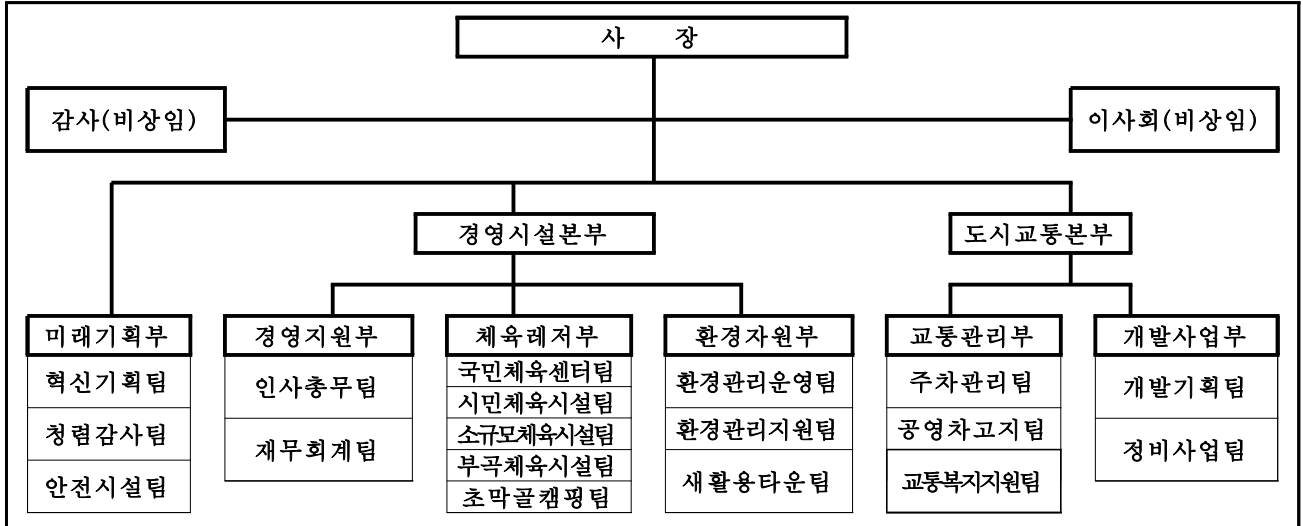 사 장
감사(비상임)
이사회(비상임)
경영시설본부
도시교통본부
미래기획부
혁신기획팀
청렴감사팀
안전시설팀
경영지원부
인사총무팀
재무회계팀
체육레저부
국민체육센터팀
시민체육시설팀
소규모체육시설팀
부곡체육시설팀
초막골캠핑팀
환경자원부
환경관리운영팀
환경관리지원팀
새활용타운팀
교통관리부
주차관리팀
공영차고지팀
교통복지지원팀
개발사업부
개발기획팀
정비사업팀